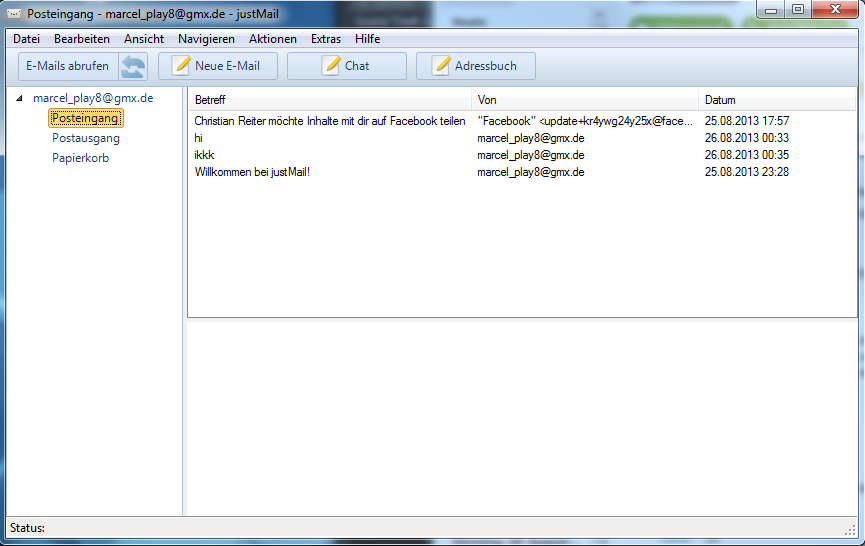 Posteingang - marcel_play8@gmx.de - justMail
Datei Bearbeiten Ansicht Navigieren Aktionen Extras Hilfe
E-Mails abrufen Neue E-Mail Chat Adressbuch
marcel_play8@gmx.de
Posteingang
Postausgang
Papierkorb
Betreff Von Datum
Christian Reiter möchte Inhalte mit dir auf Facebook teilen "Facebook" <update+kr4ywg24y25x@face... 25.08.2013 17:57
hi marcel_play8@gmx.de 26.08.2013 00:33
ikkk marcel_play8@gmx.de 26.08.2013 00:35
Willkommen bei justMail! marcel_play8@gmx.de 25.08.2013 23:28
Status: